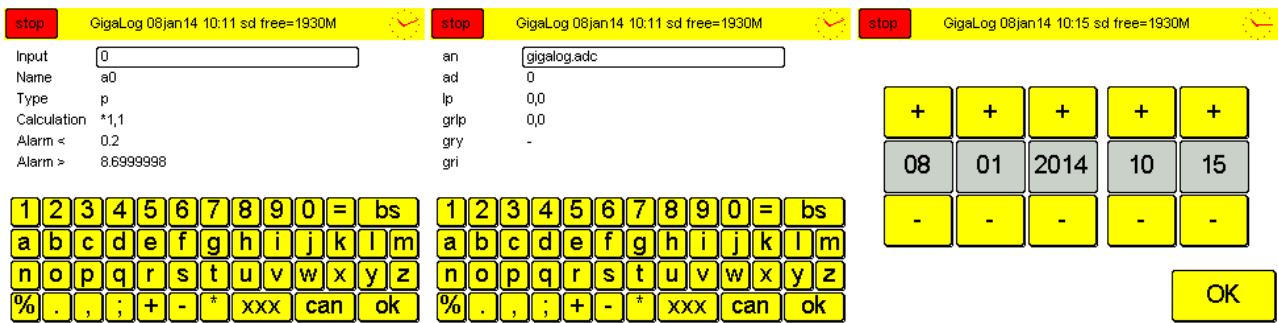 stop GigaLog 08jan14 10:11 sd free=1930M
Input 0
Name a0
Type p
Calculation *1,1
Alarm < 0.2
Alarm > 8.6999998
1 2 3 4 5 6 7 8 9 0 = bs
a b c d e f g h i j k l m
n o p q r s t u v w x y z
% . , ; + - * xxx can ok
stop GigaLog 08jan14 10:11 sd free=1930M
an gigalog.adc
ad 0
lp 0,0
grlp 0,0
gry -
gri
1 2 3 4 5 6 7 8 9 0 = bs
a b c d e f g h i j k l m
n o p q r s t u v w x y z
% . , ; + - * xxx can ok
stop GigaLog 08jan14 10:15 sd free=1930M
+ + + + +
08 01 2014 10 15
- - - - -
OK